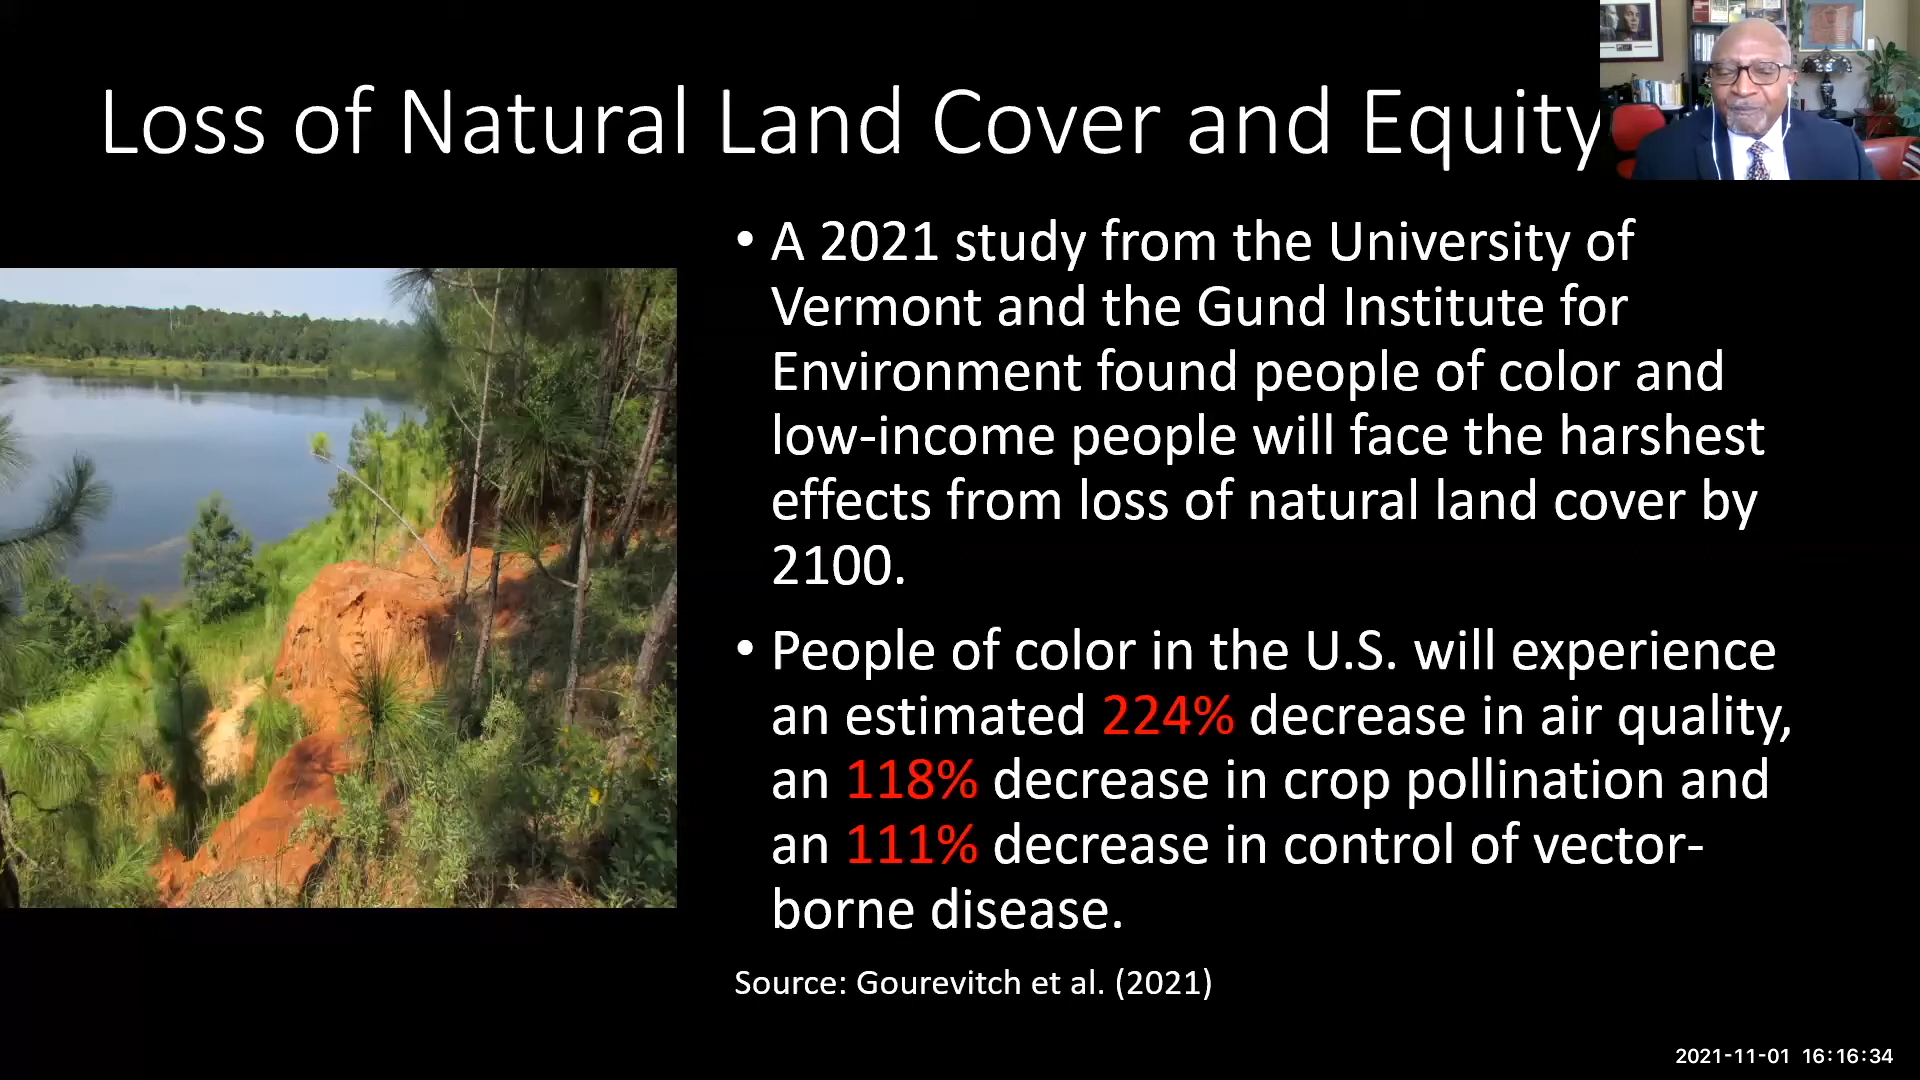 Loss of Natural Land Cover and Equity
• A 2021 study from the University of
Vermont and the Gund Institute for
Environment found people of color and
low-income people will face the harshest
effects from loss of natural land cover by
2100.
• People of color in the U.S. will experience
an estimated 224% decrease in air quality,
an 118% decrease in crop pollination and
an 111% decrease in control of vector-
borne disease.
Source: Gourevitch et al. (2021)
2021-11-01 16:16:34